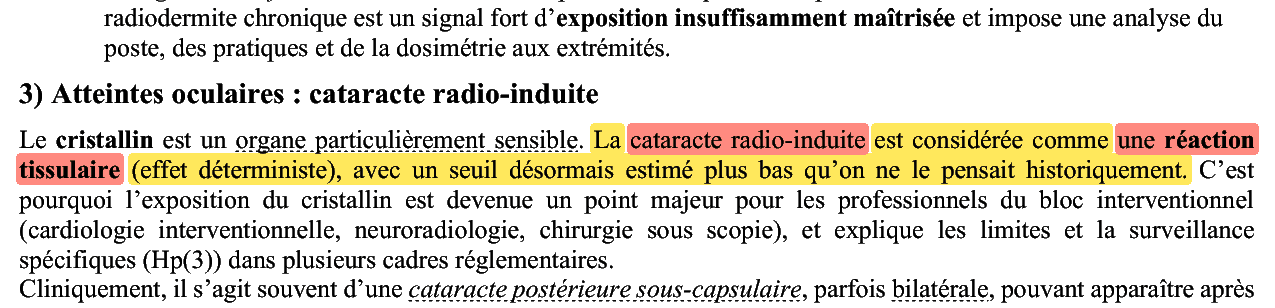 radiodermite chronique est un signal fort d’exposition insuffisamment maîtrisée et impose une analyse du
poste, des pratiques et de la dosimétrie aux extrémités.
3) Atteintes oculaires : cataracte radio-induite
Le cristallin est un organe particulièrement sensible. La cataracte radio-induite est considérée comme une réaction
tissulaire (effet déterministe), avec un seuil désormais estimé plus bas qu’on ne le pensait historiquement. C’est
pourquoi l’exposition du cristallin est devenue un point majeur pour les professionnels du bloc interventionnel
(cardiologie interventionnelle, neuroradiologie, chirurgie sous scopie), et explique les limites et la surveillance
spécifiques (Hp(3)) dans plusieurs cadres réglementaires.
Cliniquement, il s’agit souvent d’une cataracte postérieure sous-capsulaire, parfois bilatérale, pouvant apparaître après